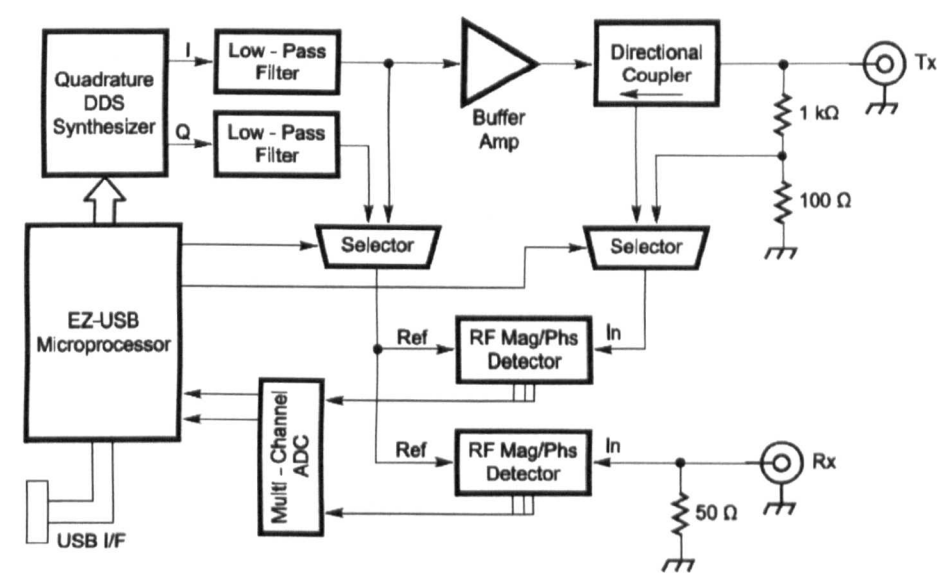 Quadrature
DDS
Synthesizer
I
Q
Low - Pass
Filter
Low - Pass
Filter
Buffer
Amp
Directional
Coupler
Tx
1 kΩ
100 Ω
Selector
Selector
EZ-USB
Microprocessor
Ref
RF Mag/Phs
Detector
In
Multi - Channel
ADC
Ref
RF Mag/Phs
Detector
In
Rx
50 Ω
USB I/F